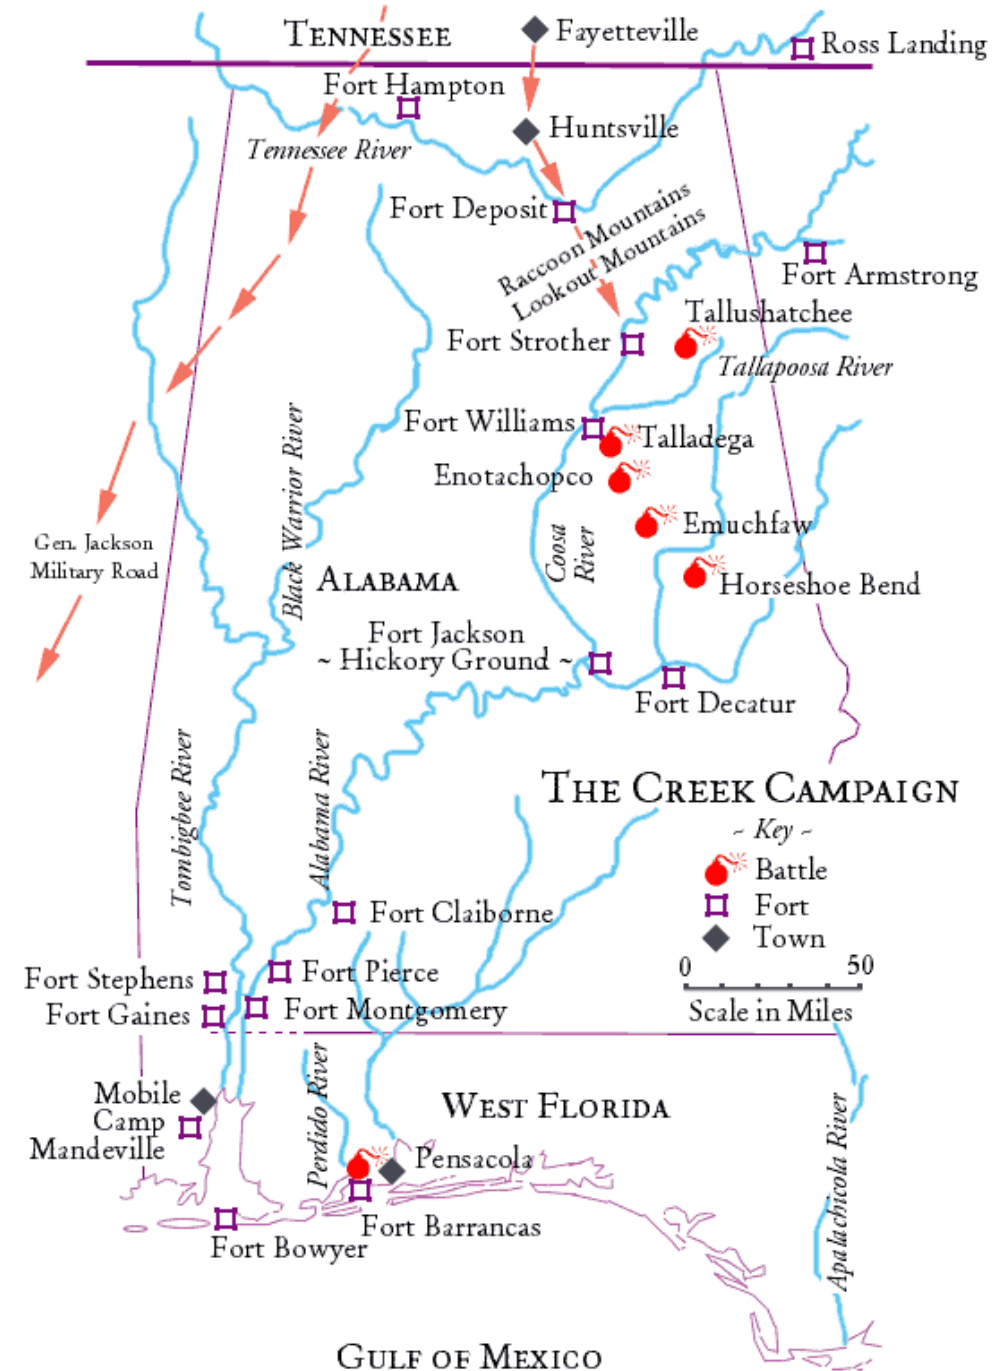 TENNESSEE
Fayetteville
Ross Landing
Fort Hampton
Huntsville
Tennessee River
Fort Deposit
Raccoon Mountains
Lookout Mountains
Fort Armstrong
Tallushatchee
Fort Strother
Tallapoosa River
Fort Williams
Talladega
Enotachopco
Black Warrior River
Emuchfaw
Coosa
River
Gen. Jackson
Military Road
ALABAMA
Horseshoe Bend
Fort Jackson
~ Hickory Ground ~
Fort Decatur
Tombigbee River
Alabama River
THE CREEK CAMPAIGN
~ Key ~
Battle
Fort
Town
0 50
Scale in Miles
Fort Claiborne
Fort Stephens
Fort Pierce
Fort Gaines
Fort Montgomery
Perdido River
Mobile
Camp
Mandeville
WEST FLORIDA
Apalachicola River
Pensacola
Fort Barrancas
Fort Bowyer
GULF OF MEXICO